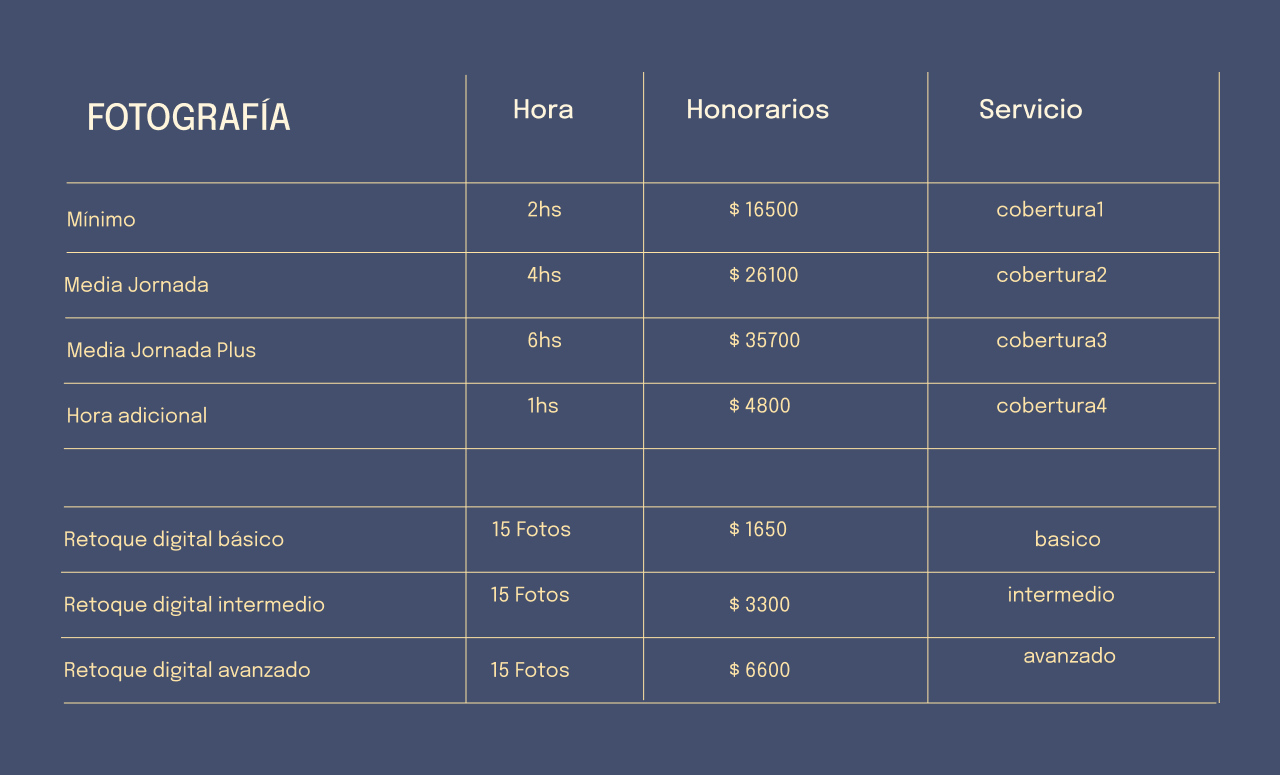 FOTOGRAFÍA Hora Honorarios Servicio
Mínimo 2hs $ 16500 cobertura1
Media Jornada 4hs $ 26100 cobertura2
Media Jornada Plus 6hs $ 35700 cobertura3
Hora adicional 1hs $ 4800 cobertura4
Retoque digital básico 15 Fotos $ 1650 basico
Retoque digital intermedio 15 Fotos $ 3300 intermedio
Retoque digital avanzado 15 Fotos $ 6600 avanzado